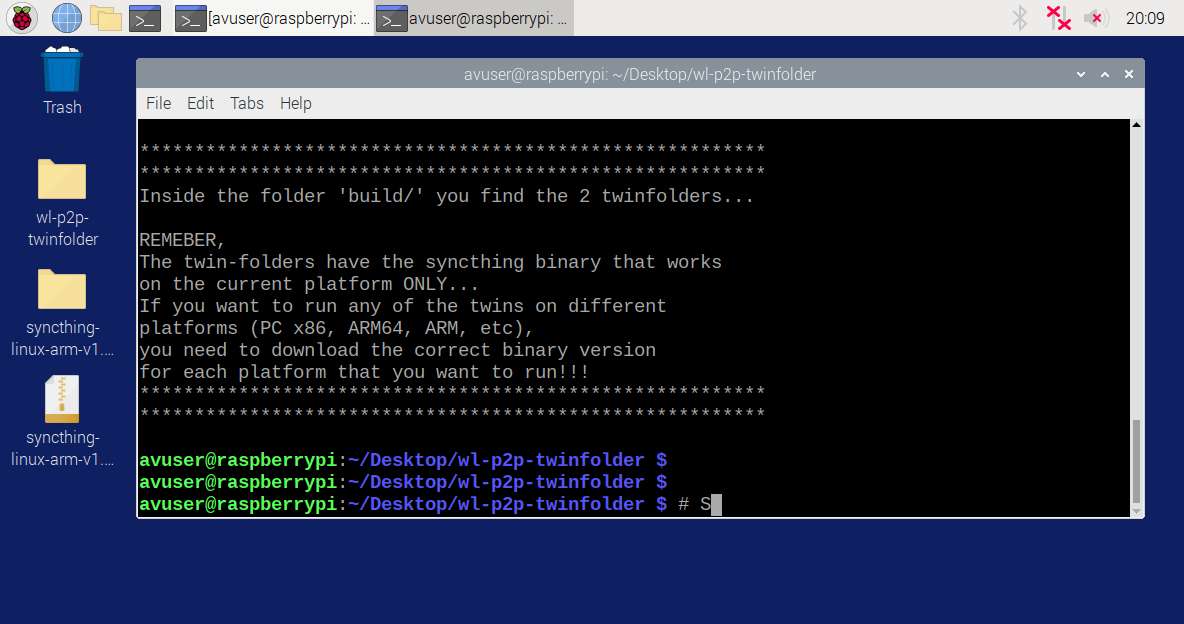 [avuser@raspberrypi: ...
avuser@raspberrypi: ...
20:09
Trash
wl-p2p-
twinfolder
syncthing-
linux-arm-v1....
syncthing-
linux-arm-v1....
avuser@raspberrypi: ~/Desktop/wl-p2p-twinfolder
File Edit Tabs Help
*********************************************************
*********************************************************
Inside the folder 'build/' you find the 2 twinfolders...
REMEBER,
The twin-folders have the syncthing binary that works
on the current platform ONLY...
If you want to run any of the twins on different
platforms (PC x86, ARM64, ARM, etc),
you need to download the correct binary version
for each platform that you want to run!!!
*********************************************************
*********************************************************
avuser@raspberrypi:~/Desktop/wl-p2p-twinfolder $
avuser@raspberrypi:~/Desktop/wl-p2p-twinfolder $
avuser@raspberrypi:~/Desktop/wl-p2p-twinfolder $ # S